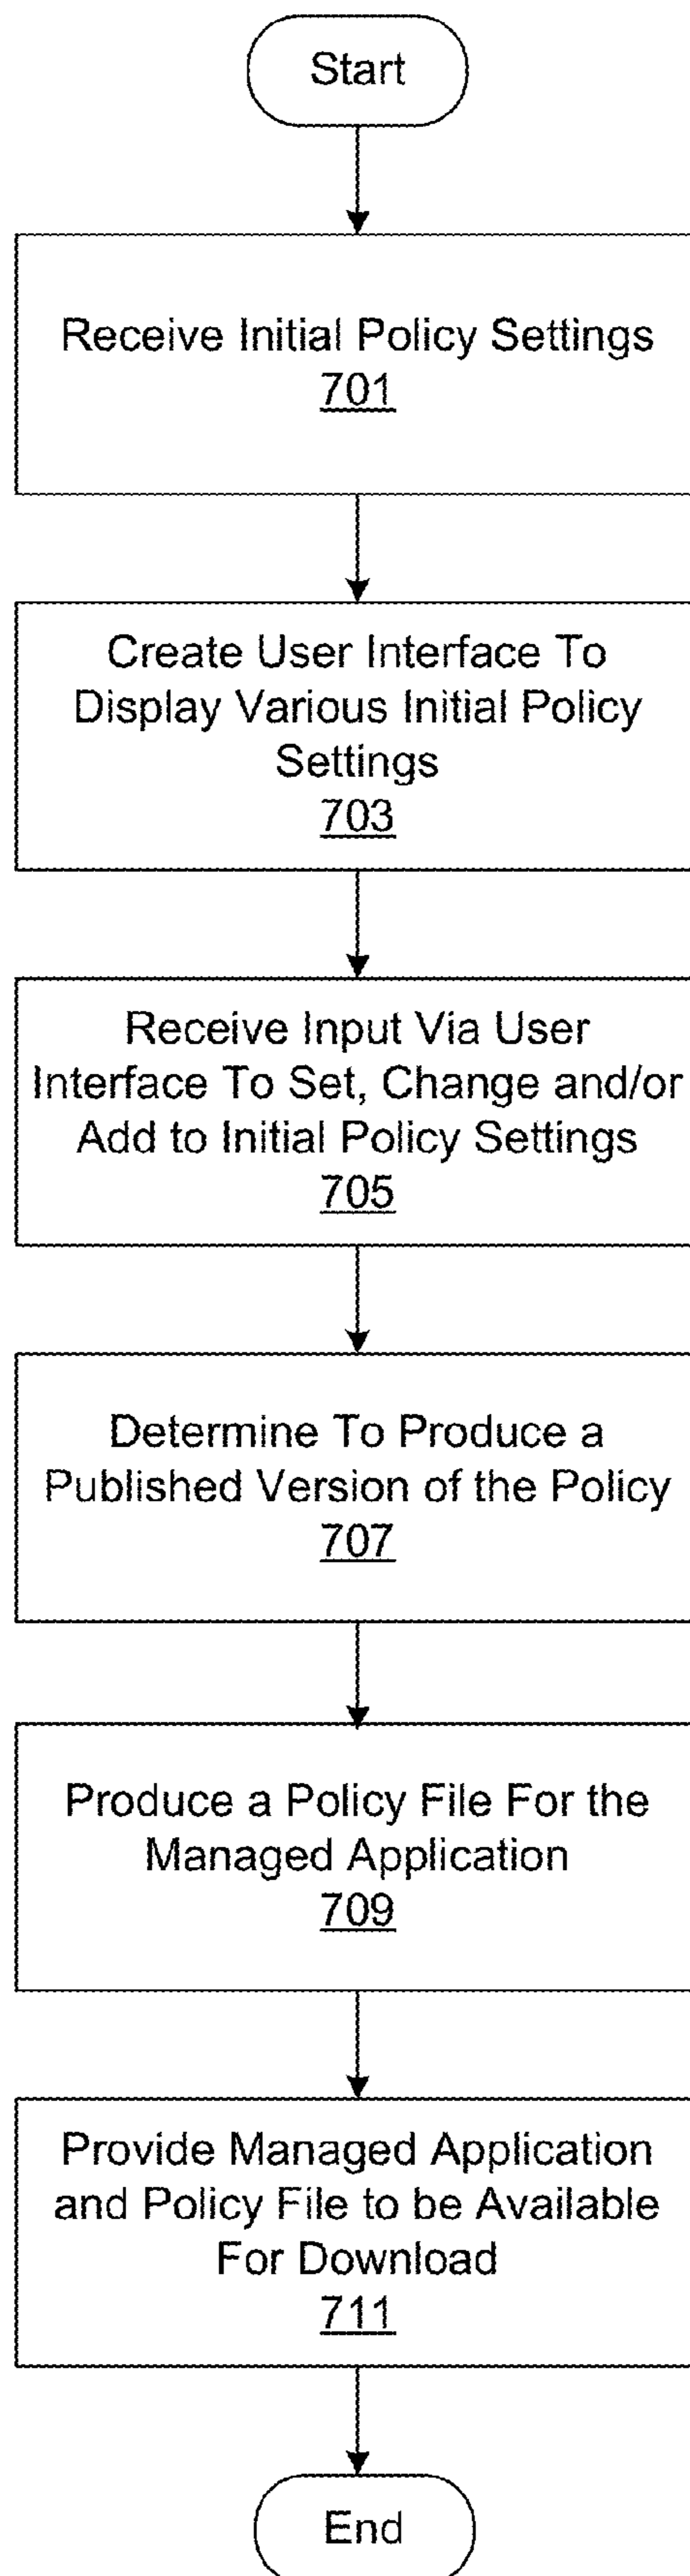 Start
Receive Initial Policy Settings
701
Create User Interface To
Display Various Initial Policy
Settings
703
Receive Input Via User
Interface To Set, Change and/or
Add to Initial Policy Settings
705
Determine To Produce a
Published Version of the Policy
707
Produce a Policy File For the
Managed Application
709
Provide Managed Application
and Policy File to be Available
For Download
711
End